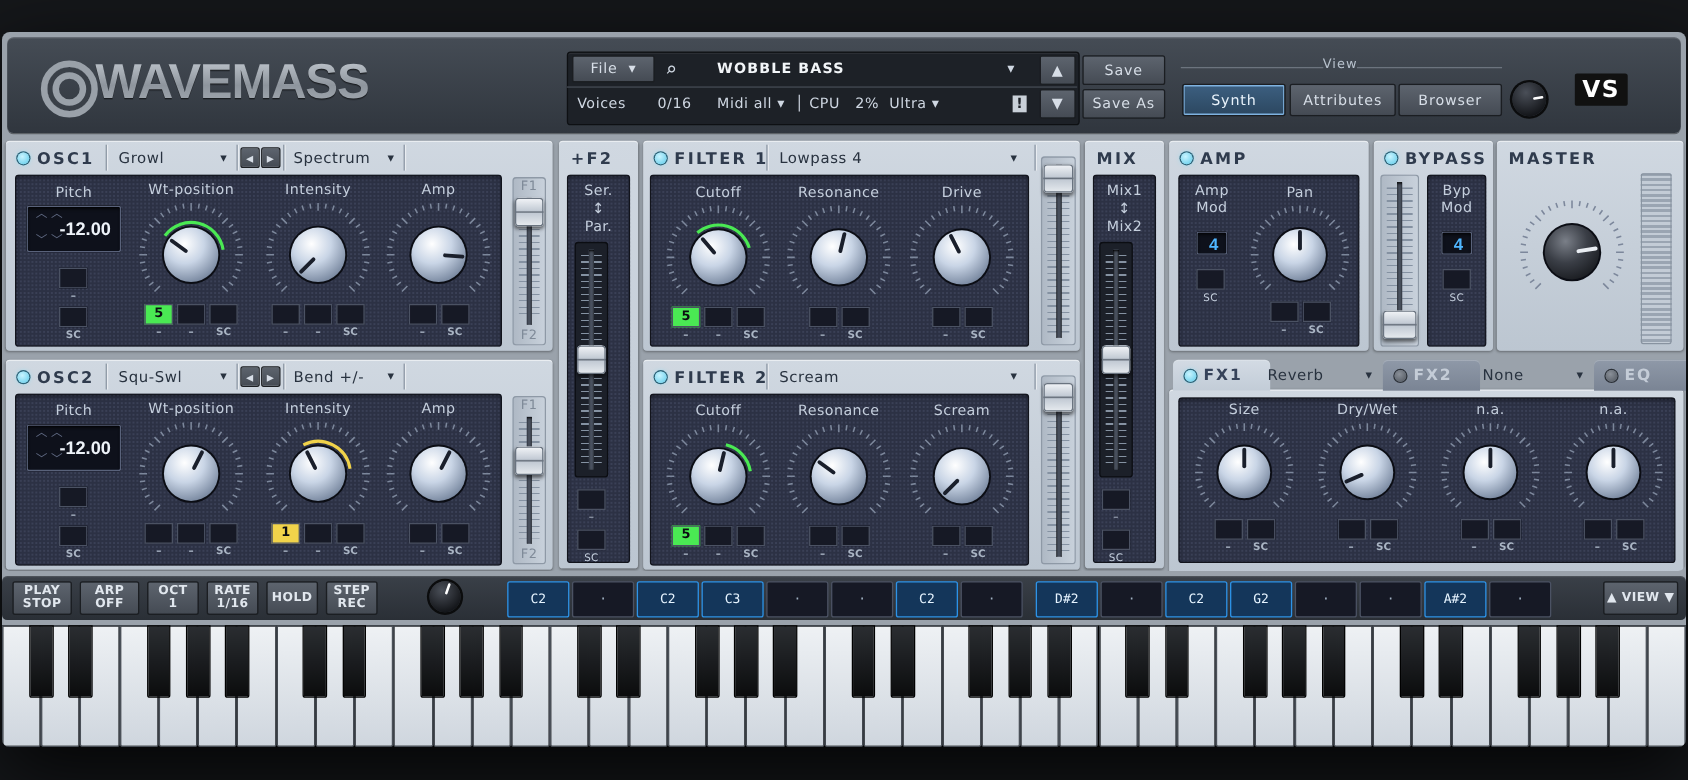 WAVEMASS
File ▼ WOBBLE BASS ▼ ▲ Save
View
Voices 0/16 Midi all ▼ CPU 2% Ultra ▼ ! ▼ Save As
Synth Attributes Browser VS
OSC1 Growl ▼ ◀ ▶ Spectrum ▼
Pitch Wt-position Intensity Amp F1
-12.00
5
- - SC - - SC - SC
-
SC
F2
+F2
Ser.
↕
Par.
-
SC
FILTER 1 Lowpass 4 ▼
Cutoff Resonance Drive
5
- - SC - SC - SC
MIX
Mix1
↕
Mix2
-
SC
AMP
Amp
Mod
Pan
4
SC
- SC
BYPASS
Byp
Mod
4
SC
MASTER
OSC2 Squ-Swl ▼ ◀ ▶ Bend +/- ▼
Pitch Wt-position Intensity Amp F1
-12.00
1
- - SC - - SC - SC
-
SC
F2
FILTER 2 Scream ▼
Cutoff Resonance Scream
5
- - SC - SC - SC
FX1 Reverb ▼ FX2 None ▼ EQ
Size Dry/Wet n.a. n.a.
- SC - SC - SC - SC
PLAY
STOP
ARP
OFF
OCT
1
RATE
1/16
HOLD
STEP
REC
C2 · C2 C3 · · C2 · D#2 · C2 G2 · · A#2 ·
▲ VIEW ▼